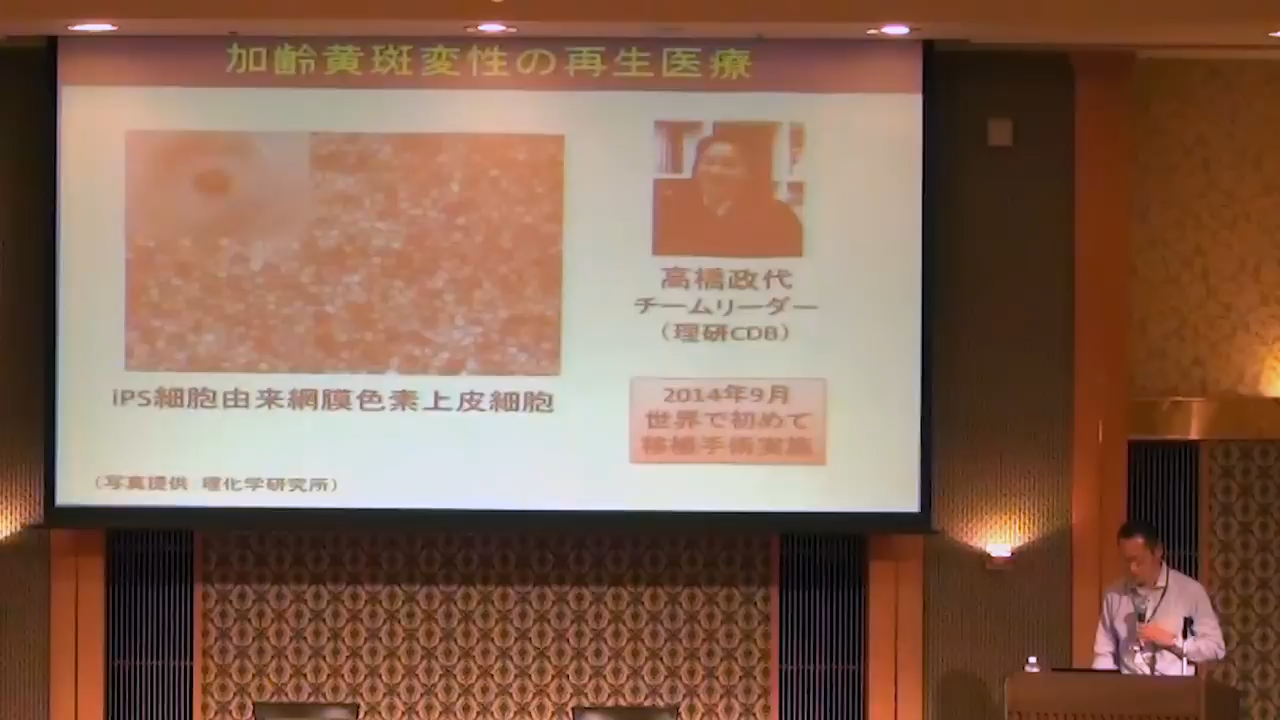 加齢黄斑変性の再生医療
高橋政代
チームリーダー
（理研CDB）
iPS細胞由来網膜色素上皮細胞
2014年9月
世界で初めて
移植手術実施
（写真提供 理化学研究所）